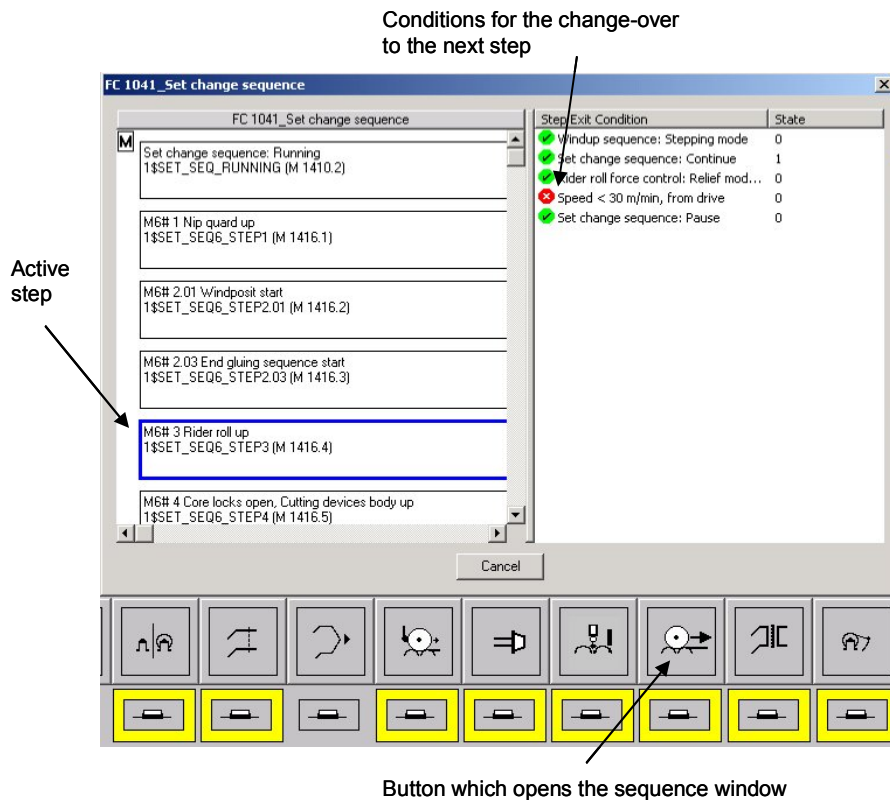 Conditions for the change-over
to the next step
FC 1041_Set change sequence
FC 1041_Set change sequence
M
Set change sequence: Running
1$SET_SEQ_RUNNING (M 1410.2)
M6# 1 Nip quard up
1$SET_SEQ6_STEP1 (M 1416.1)
M6# 2.01 Windposit start
1$SET_SEQ6_STEP2.01 (M 1416.2)
M6# 2.03 End gluing sequence start
1$SET_SEQ6_STEP2.03 (M 1416.3)
M6# 3 Rider roll up
1$SET_SEQ6_STEP3 (M 1416.4)
M6# 4 Core locks open, Cutting devices body up
1$SET_SEQ6_STEP4 (M 1416.5)
Step Exit Condition State
Windup sequence: Stepping mode 0
Set change sequence: Continue 1
Rider roll force control: Relief mod... 0
Speed < 30 m/min, from drive 0
Set change sequence: Pause 0
Active
step
Cancel
Button which opens the sequence window